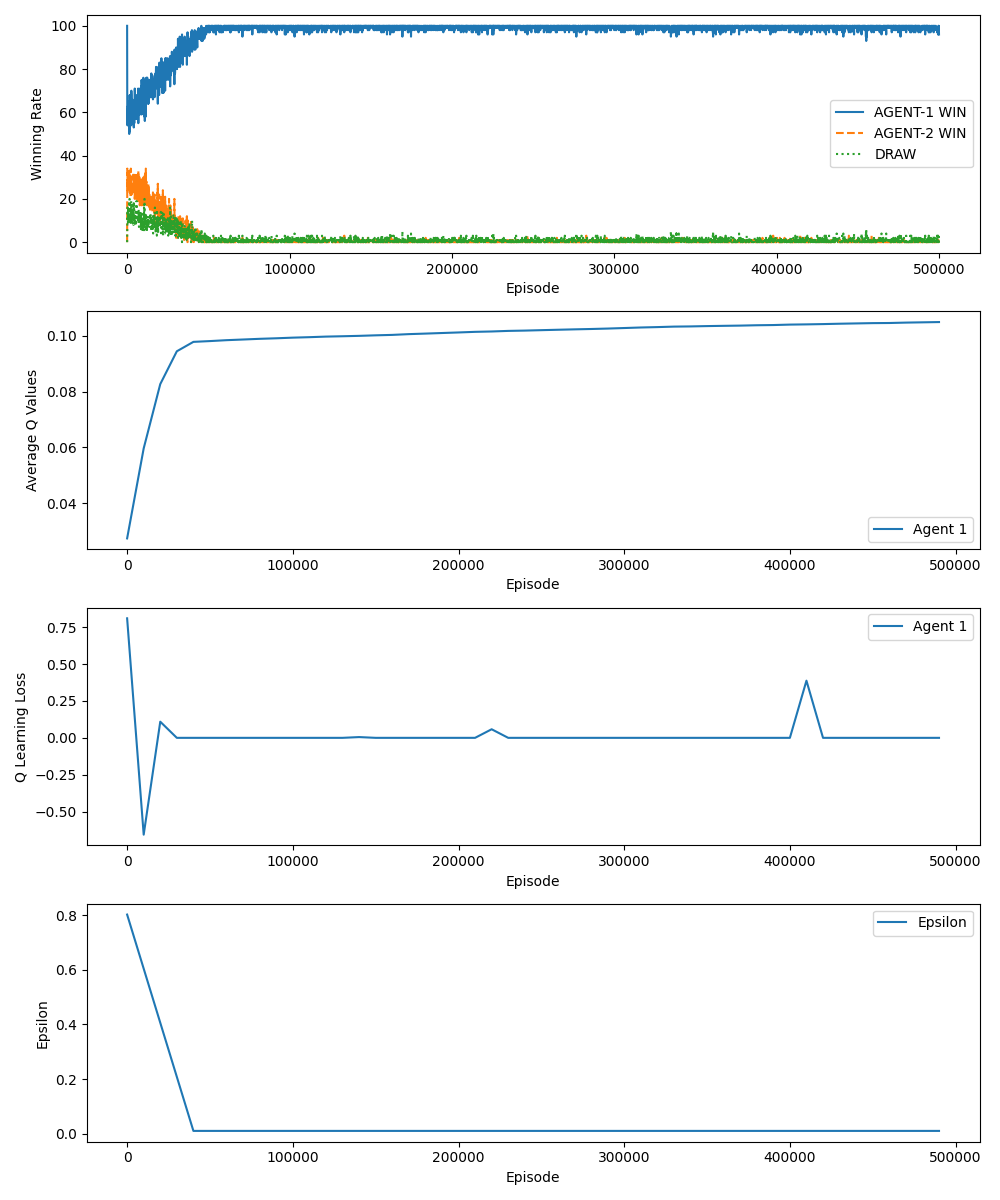 100
80
60
40
20
0
Winning Rate
AGENT-1 WIN
AGENT-2 WIN
DRAW
0 100000 200000 300000 400000 500000
Episode
0.10
0.08
0.06
0.04
Average Q Values
Agent 1
0 100000 200000 300000 400000 500000
Episode
0.75
0.50
0.25
0.00
−0.25
−0.50
Q Learning Loss
Agent 1
0 100000 200000 300000 400000 500000
Episode
0.8
0.6
0.4
0.2
0.0
Epsilon
Epsilon
0 100000 200000 300000 400000 500000
Episode